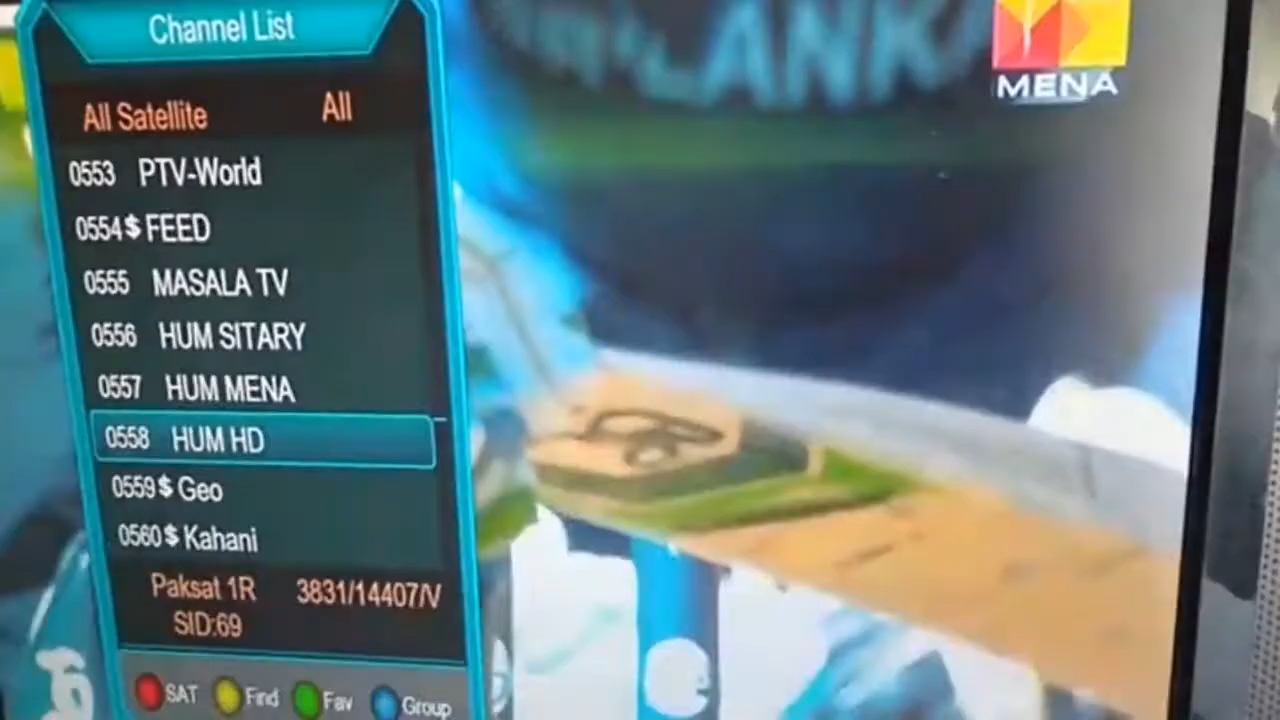 Channel List
All Satellite All
0553 PTV-World
0554 $ FEED
0555 MASALA TV
0556 HUM SITARY
0557 HUM MENA
0558 HUM HD
0559 $ Geo
0560 $ Kahani
Paksat 1R 3831/14407/V
SID:69
SAT Find Fav Group
MENA
LANKA